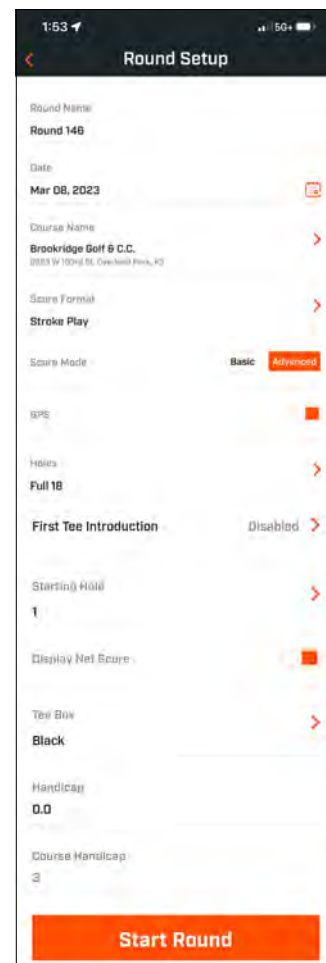 1:53
5G+
Round Setup
Round Name
Round 146
Date
Mar 08, 2023
Course Name
Brookridge Golf & C.C.
Score Format
Stroke Play
Score Mode
Basic Advanced
GPS
Holes
Full 18
First Tee Introduction Disabled
Starting Hole
1
Display Net Score
Tee Box
Black
Handicap
0.0
Course Handicap
3
Start Round